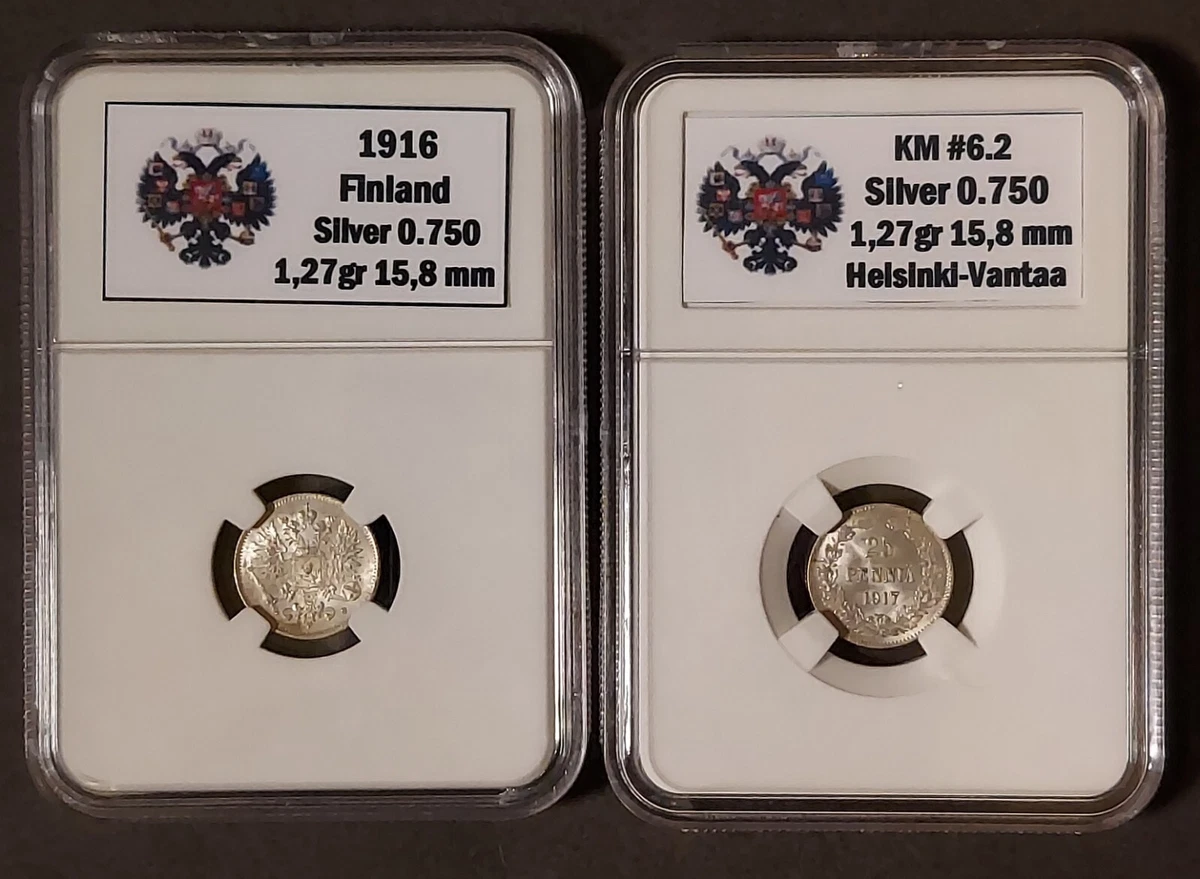 1916
Finland
Silver 0.750
1,27gr 15,8 mm
KM #6.2
Silver 0.750
1,27gr 15,8 mm
Helsinki-Vantaa
25
PENNIÄ
1917
S